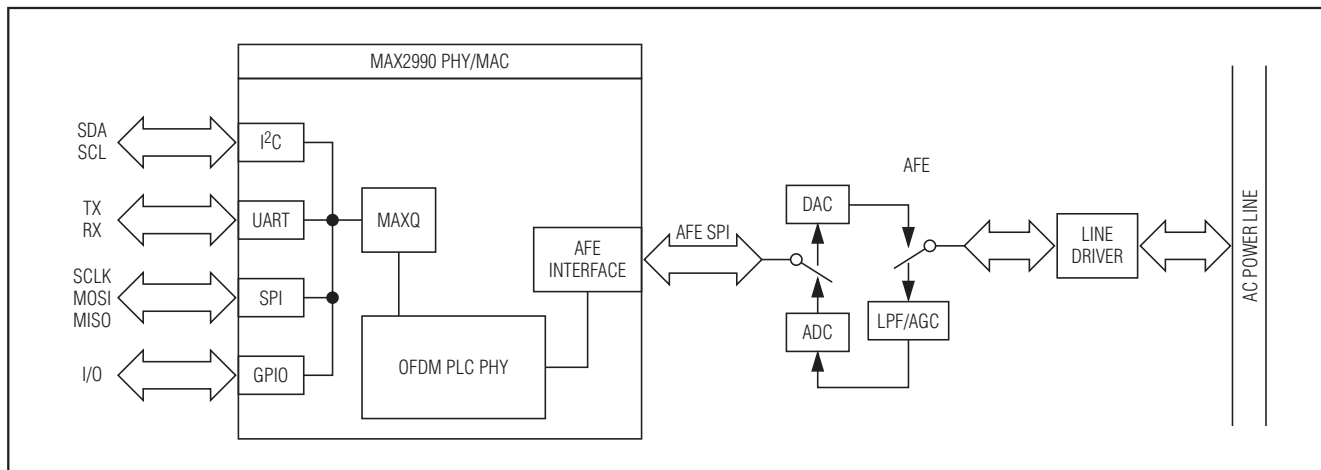 MAX2990 PHY/MAC
SDA
SCL
I²C
TX
RX
UART
MAXQ
SCLK
MOSI
MISO
SPI
I/O
GPIO
OFDM PLC PHY
AFE
INTERFACE
AFE SPI
AFE
DAC
ADC
LPF/AGC
LINE
DRIVER
AC POWER LINE